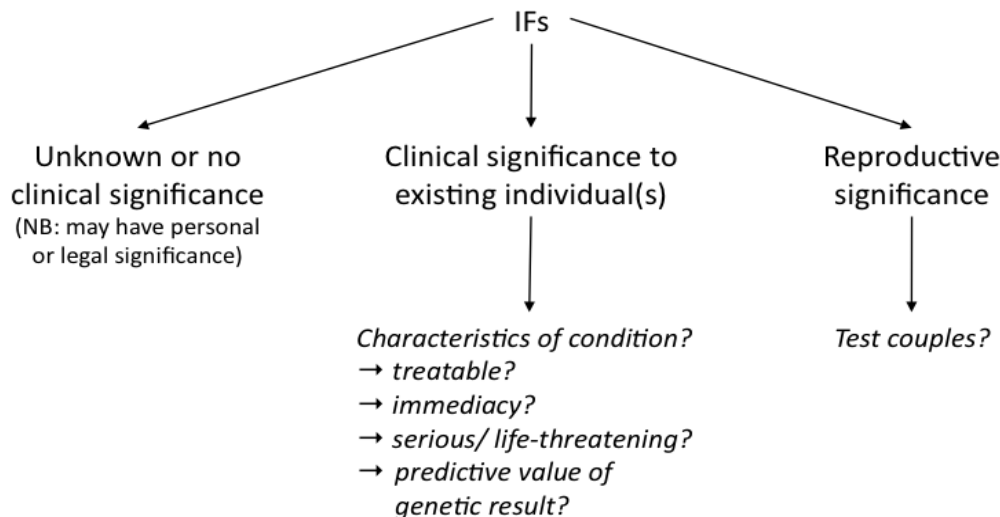 IFs
Unknown or no
clinical significance
(NB: may have personal
or legal significance)
Clinical significance to
existing individual(s)
Reproductive
significance
Characteristics of condition?
→ treatable?
→ immediacy?
→ serious/ life-threatening?
→ predictive value of
genetic result?
Test couples?